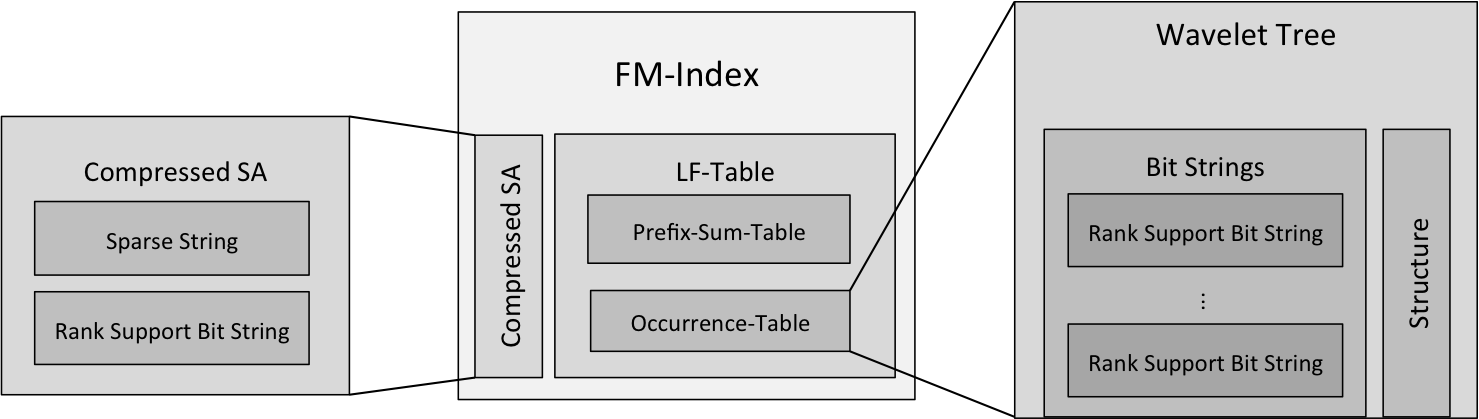 Compressed SA
Sparse String
Rank Support Bit String
FM-Index
Compressed SA
LF-Table
Prefix-Sum-Table
Occurrence-Table
Wavelet Tree
Bit Strings
Rank Support Bit String
⋮
Rank Support Bit String
Structure